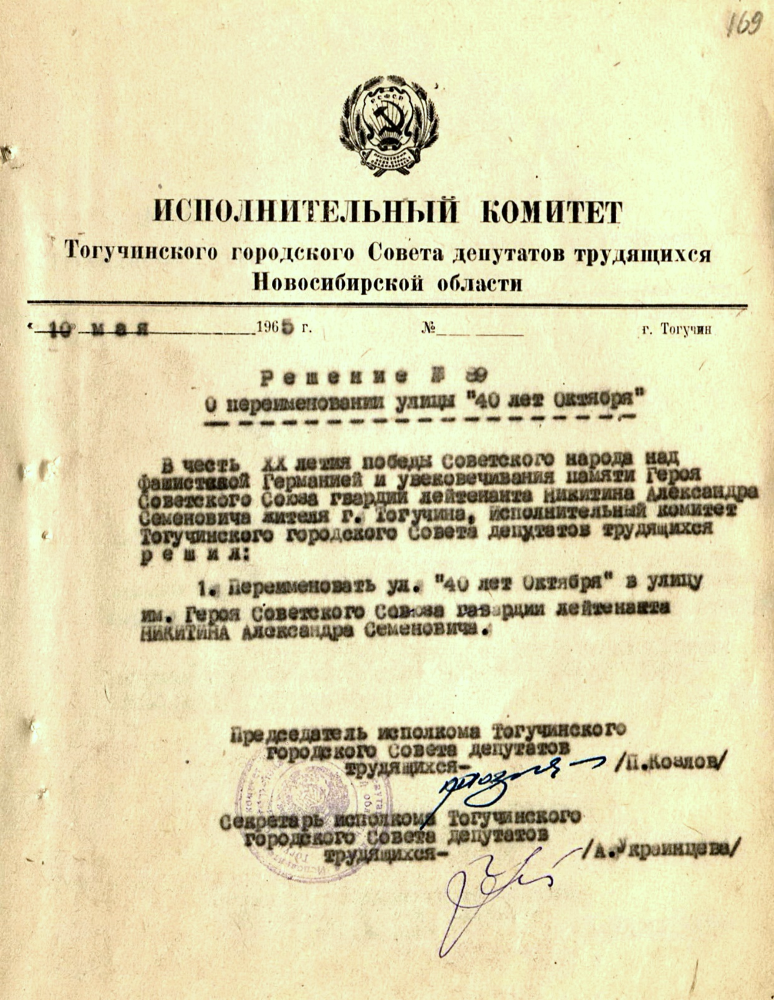 169
РСФСР
ИСПОЛНИТЕЛЬНЫЙ КОМИТЕТ
Тогучинского городского Совета депутатов трудящихся
Новосибирской области
"10" мая 1965 г. № г. Тогучин
Решение № 89
О переименовании улицы "40 лет Октября"
В честь XX летия победы Советского народа над
фашисткой Германией и увековечивания памяти Героя
Советского Союза гвардии лейтенанта Никитина Александра
Семеновича жителя г. Тогучина, исполнительный комитет
Тогучинского городского Совета депутатов трудящихся
решил:
1. Переименовать ул. "40 лет Октября" в улицу
им. Героя Советского Союза гвардии лейтенанта
НИКИТИНА Александра Семеновича.
Председатель исполкома Тогучинского
городского Совета депутатов
трудящихся- /П.Козлов/
Секретарь исполкома Тогучинского
городского Совета депутатов
трудящихся- /А.Украинцева/